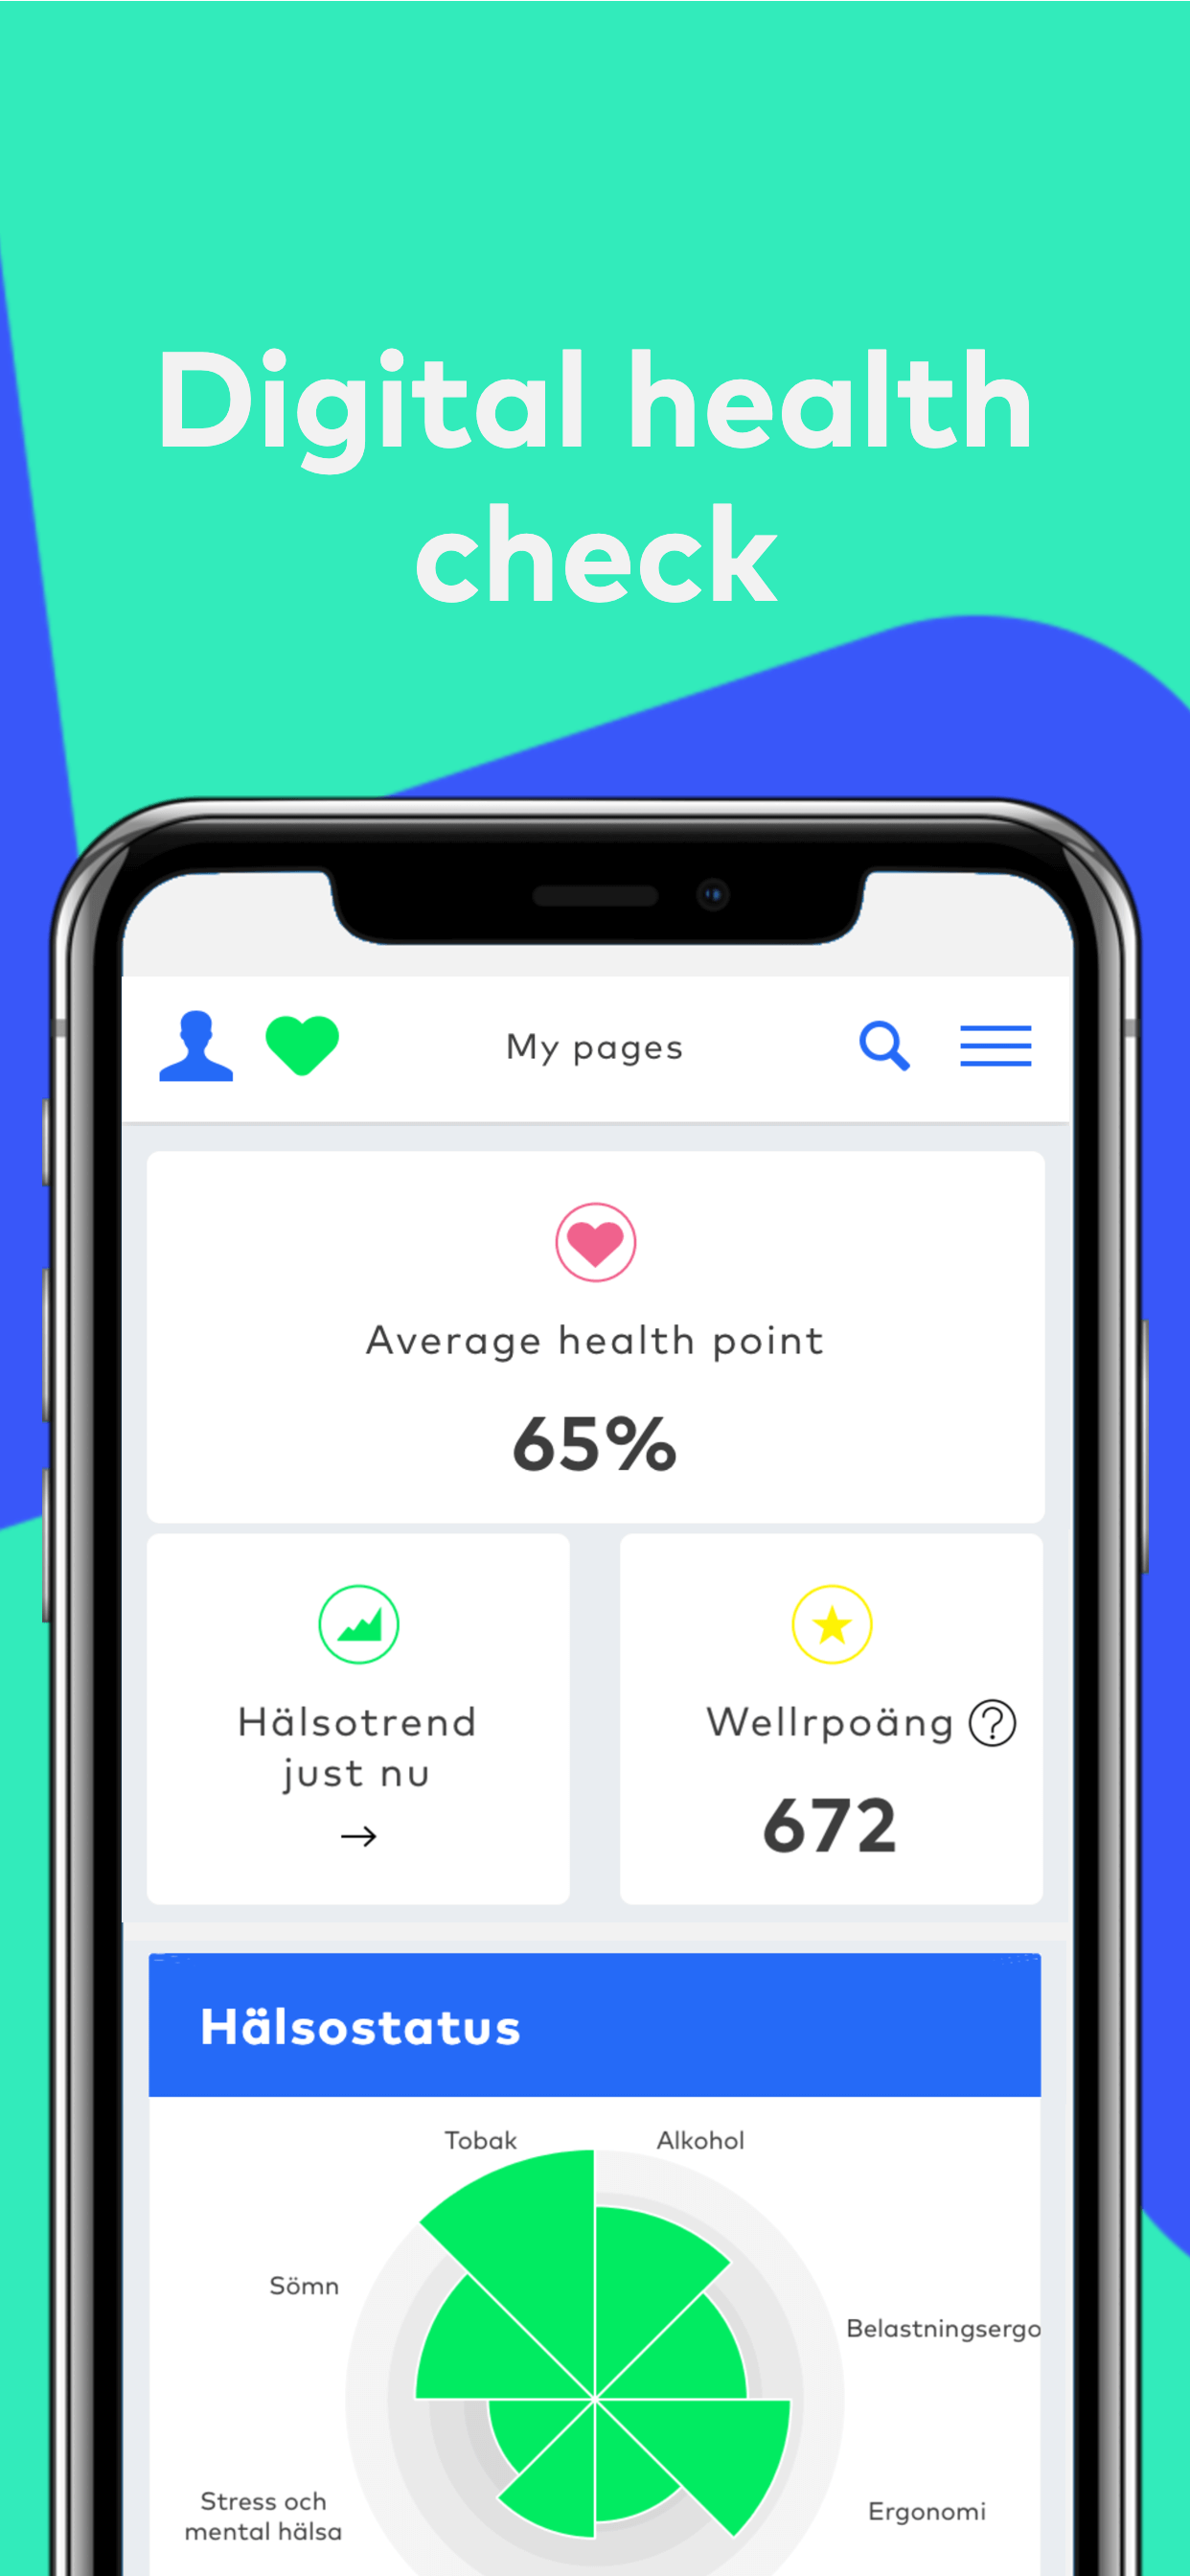 Digital health
check
My pages
Average health point
65%
Hälsotrend
just nu
→
Wellrpoäng ?
672
Hälsostatus
Tobak
Alkohol
Sömn
Belastningsergo
Stress och
mental hälsa
Ergonomi